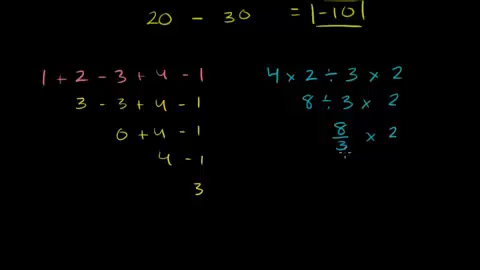 20 - 30 = |-10|
1 + 2 - 3 + 4 - 1
3 - 3 + 4 - 1
0 + 4 - 1
4 - 1
3
4 × 2 ÷ 3 × 2
8 ÷ 3 × 2
8/3 × 2